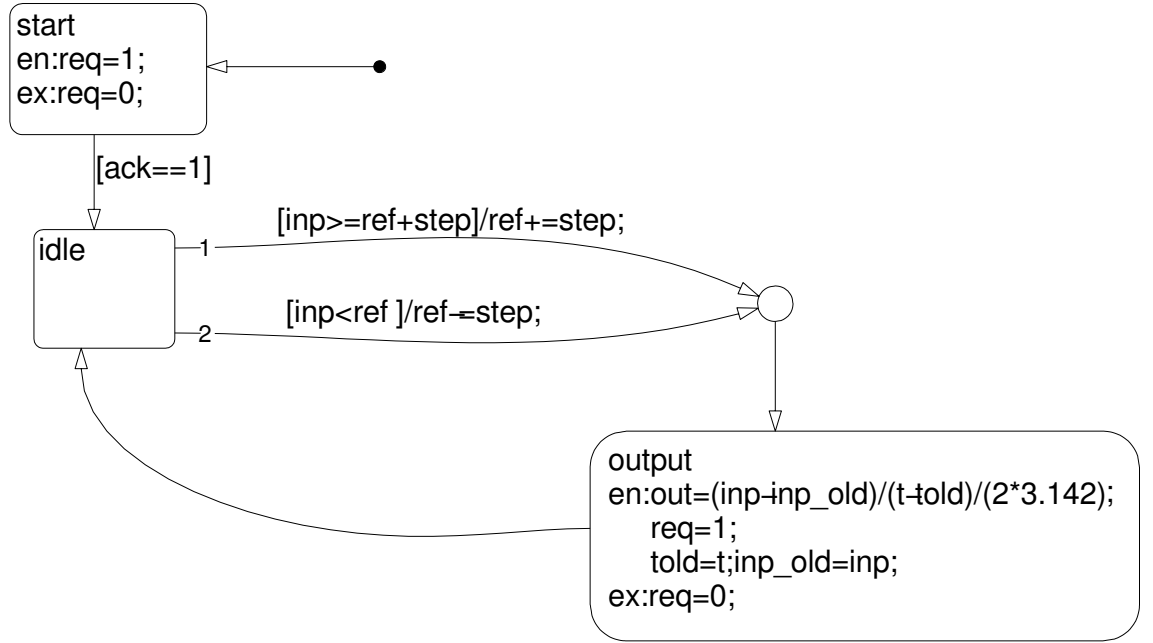 start
en:req=1;
ex:req=0;
[ack==1]
[inp>=ref+step]/ref+=step;
idle
1
[inp<ref ]/ref-=step;
2
output
en:out=(inp-inp_old)/(t-told)/(2*3.142);
req=1;
told=t;inp_old=inp;
ex:req=0;